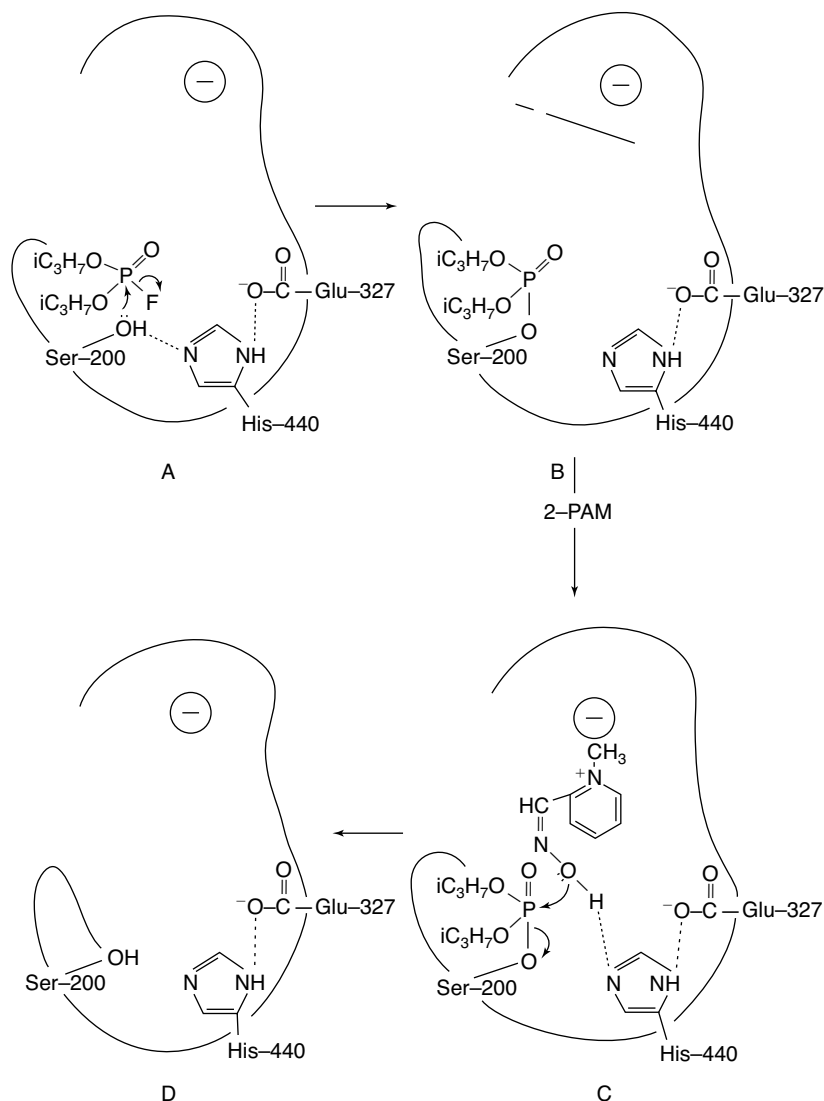 −
iC3H7O
O
P
iC3H7O
F
OH
Ser–200
N
NH
O
−O–C–Glu–327
His–440
A
−
iC3H7O
O
P
iC3H7O
O
Ser–200
N
NH
O
−O–C–Glu–327
His–440
B
2–PAM
−
CH3
+N
HC
N
O
H
O
iC3H7O
P
iC3H7O
O
Ser–200
N
NH
O
−O–C–Glu–327
His–440
C
−
OH
Ser–200
N
NH
O
−O–C–Glu–327
His–440
D